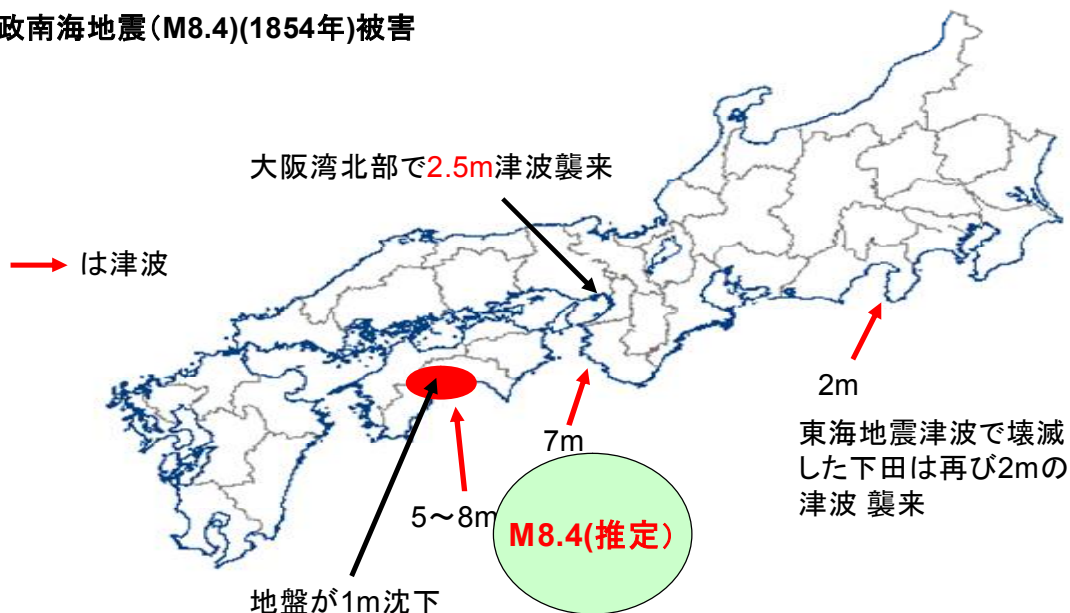 政南海地震(M8.4)(1854年)被害
大阪湾北部で2.5m津波襲来
は津波
2m
東海地震津波で壊滅
した下田は再び2mの
津波 襲来
7m
5～8m
M8.4(推定)
地盤が1m沈下